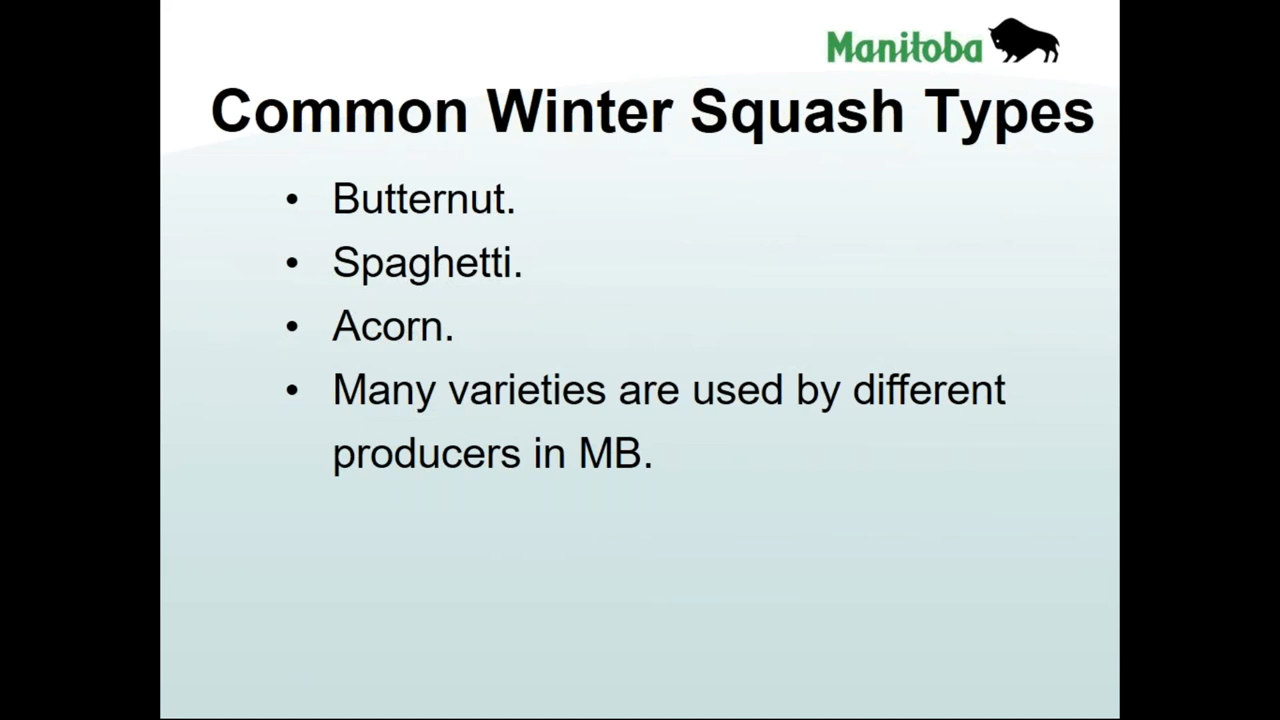 Manitoba
Common Winter Squash Types
• Butternut.
• Spaghetti.
• Acorn.
• Many varieties are used by different
producers in MB.